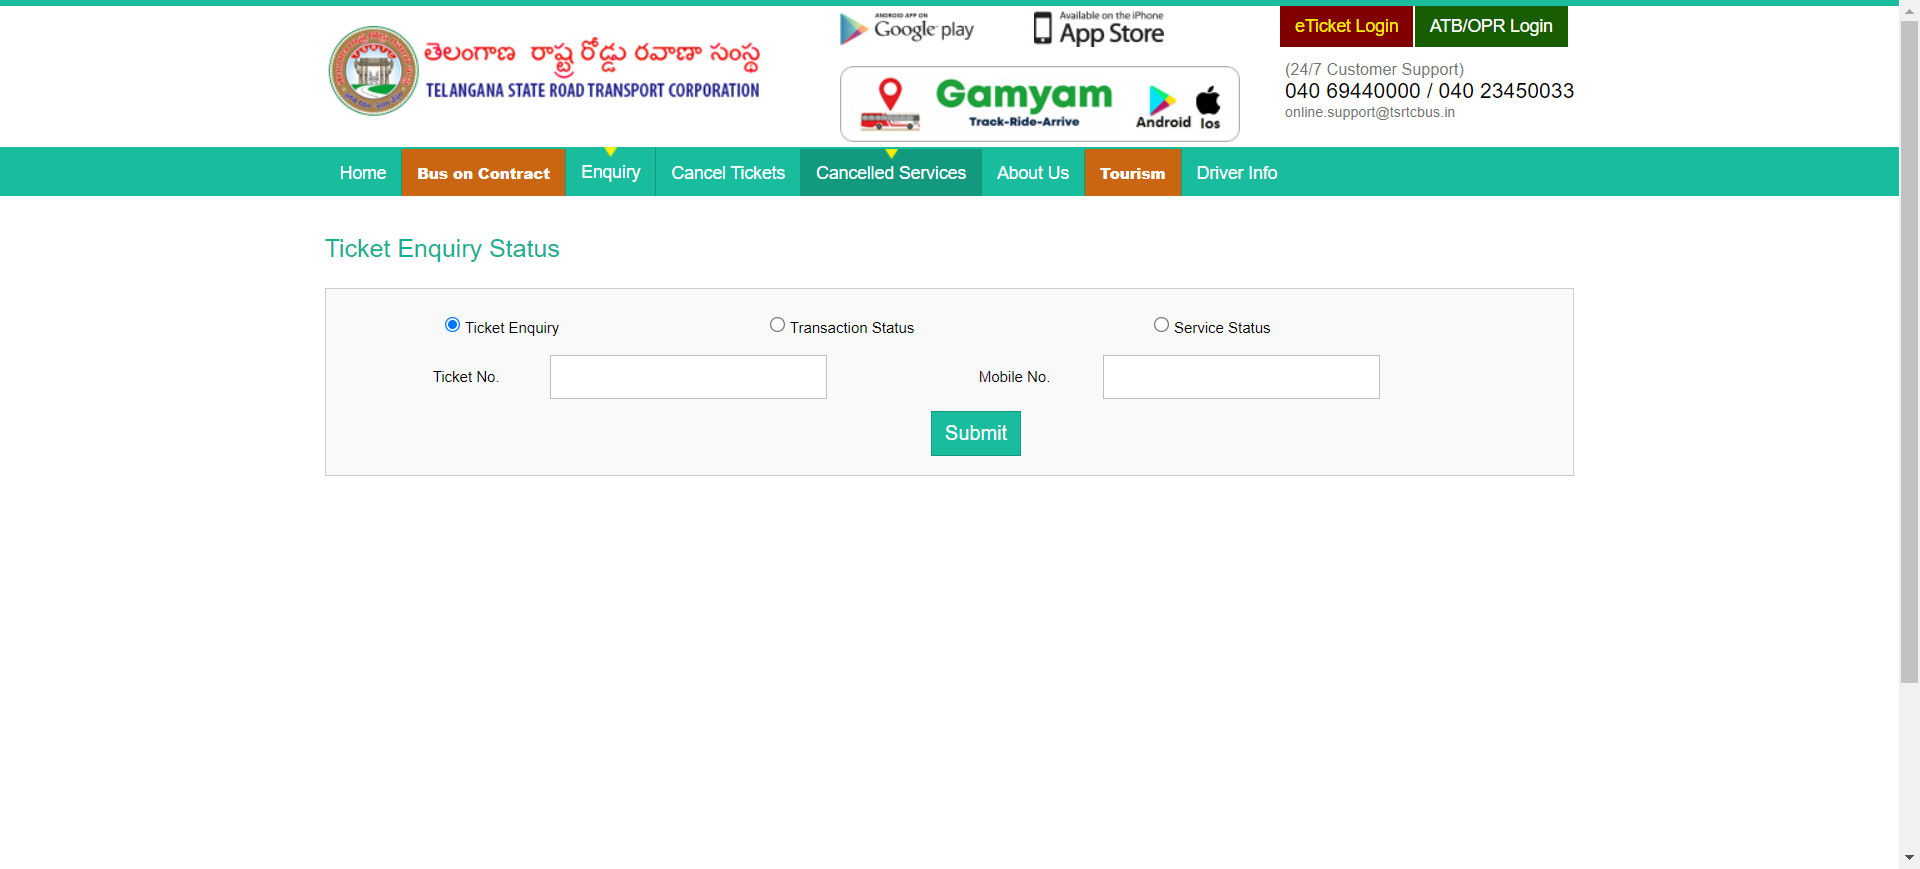 తెలంగాణ రాష్ట్ర రోడ్డు రవాణా సంస్థ
TELANGANA STATE ROAD TRANSPORT CORPORATION
ANDROID APP ON
Google play
Available on the iPhone
App Store
Gamyam
Track-Ride-Arrive
Android
Ios
eTicket Login
ATB/OPR Login
(24/7 Customer Support)
040 69440000 / 040 23450033
online.support@tsrtcbus.in
Home
Bus on Contract
Enquiry
Cancel Tickets
Cancelled Services
About Us
Tourism
Driver Info
Ticket Enquiry Status
Ticket Enquiry
Transaction Status
Service Status
Ticket No.
Mobile No.
Submit